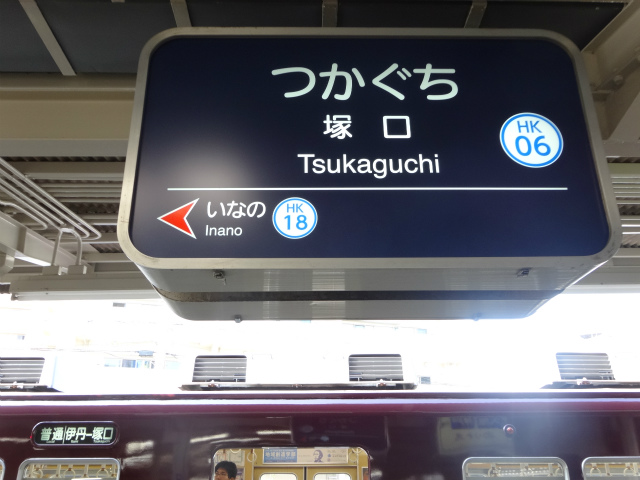 つかぐち
塚口
Tsukaguchi
HK
06
いなの
Inano
HK
18
普通 伊丹ー塚口